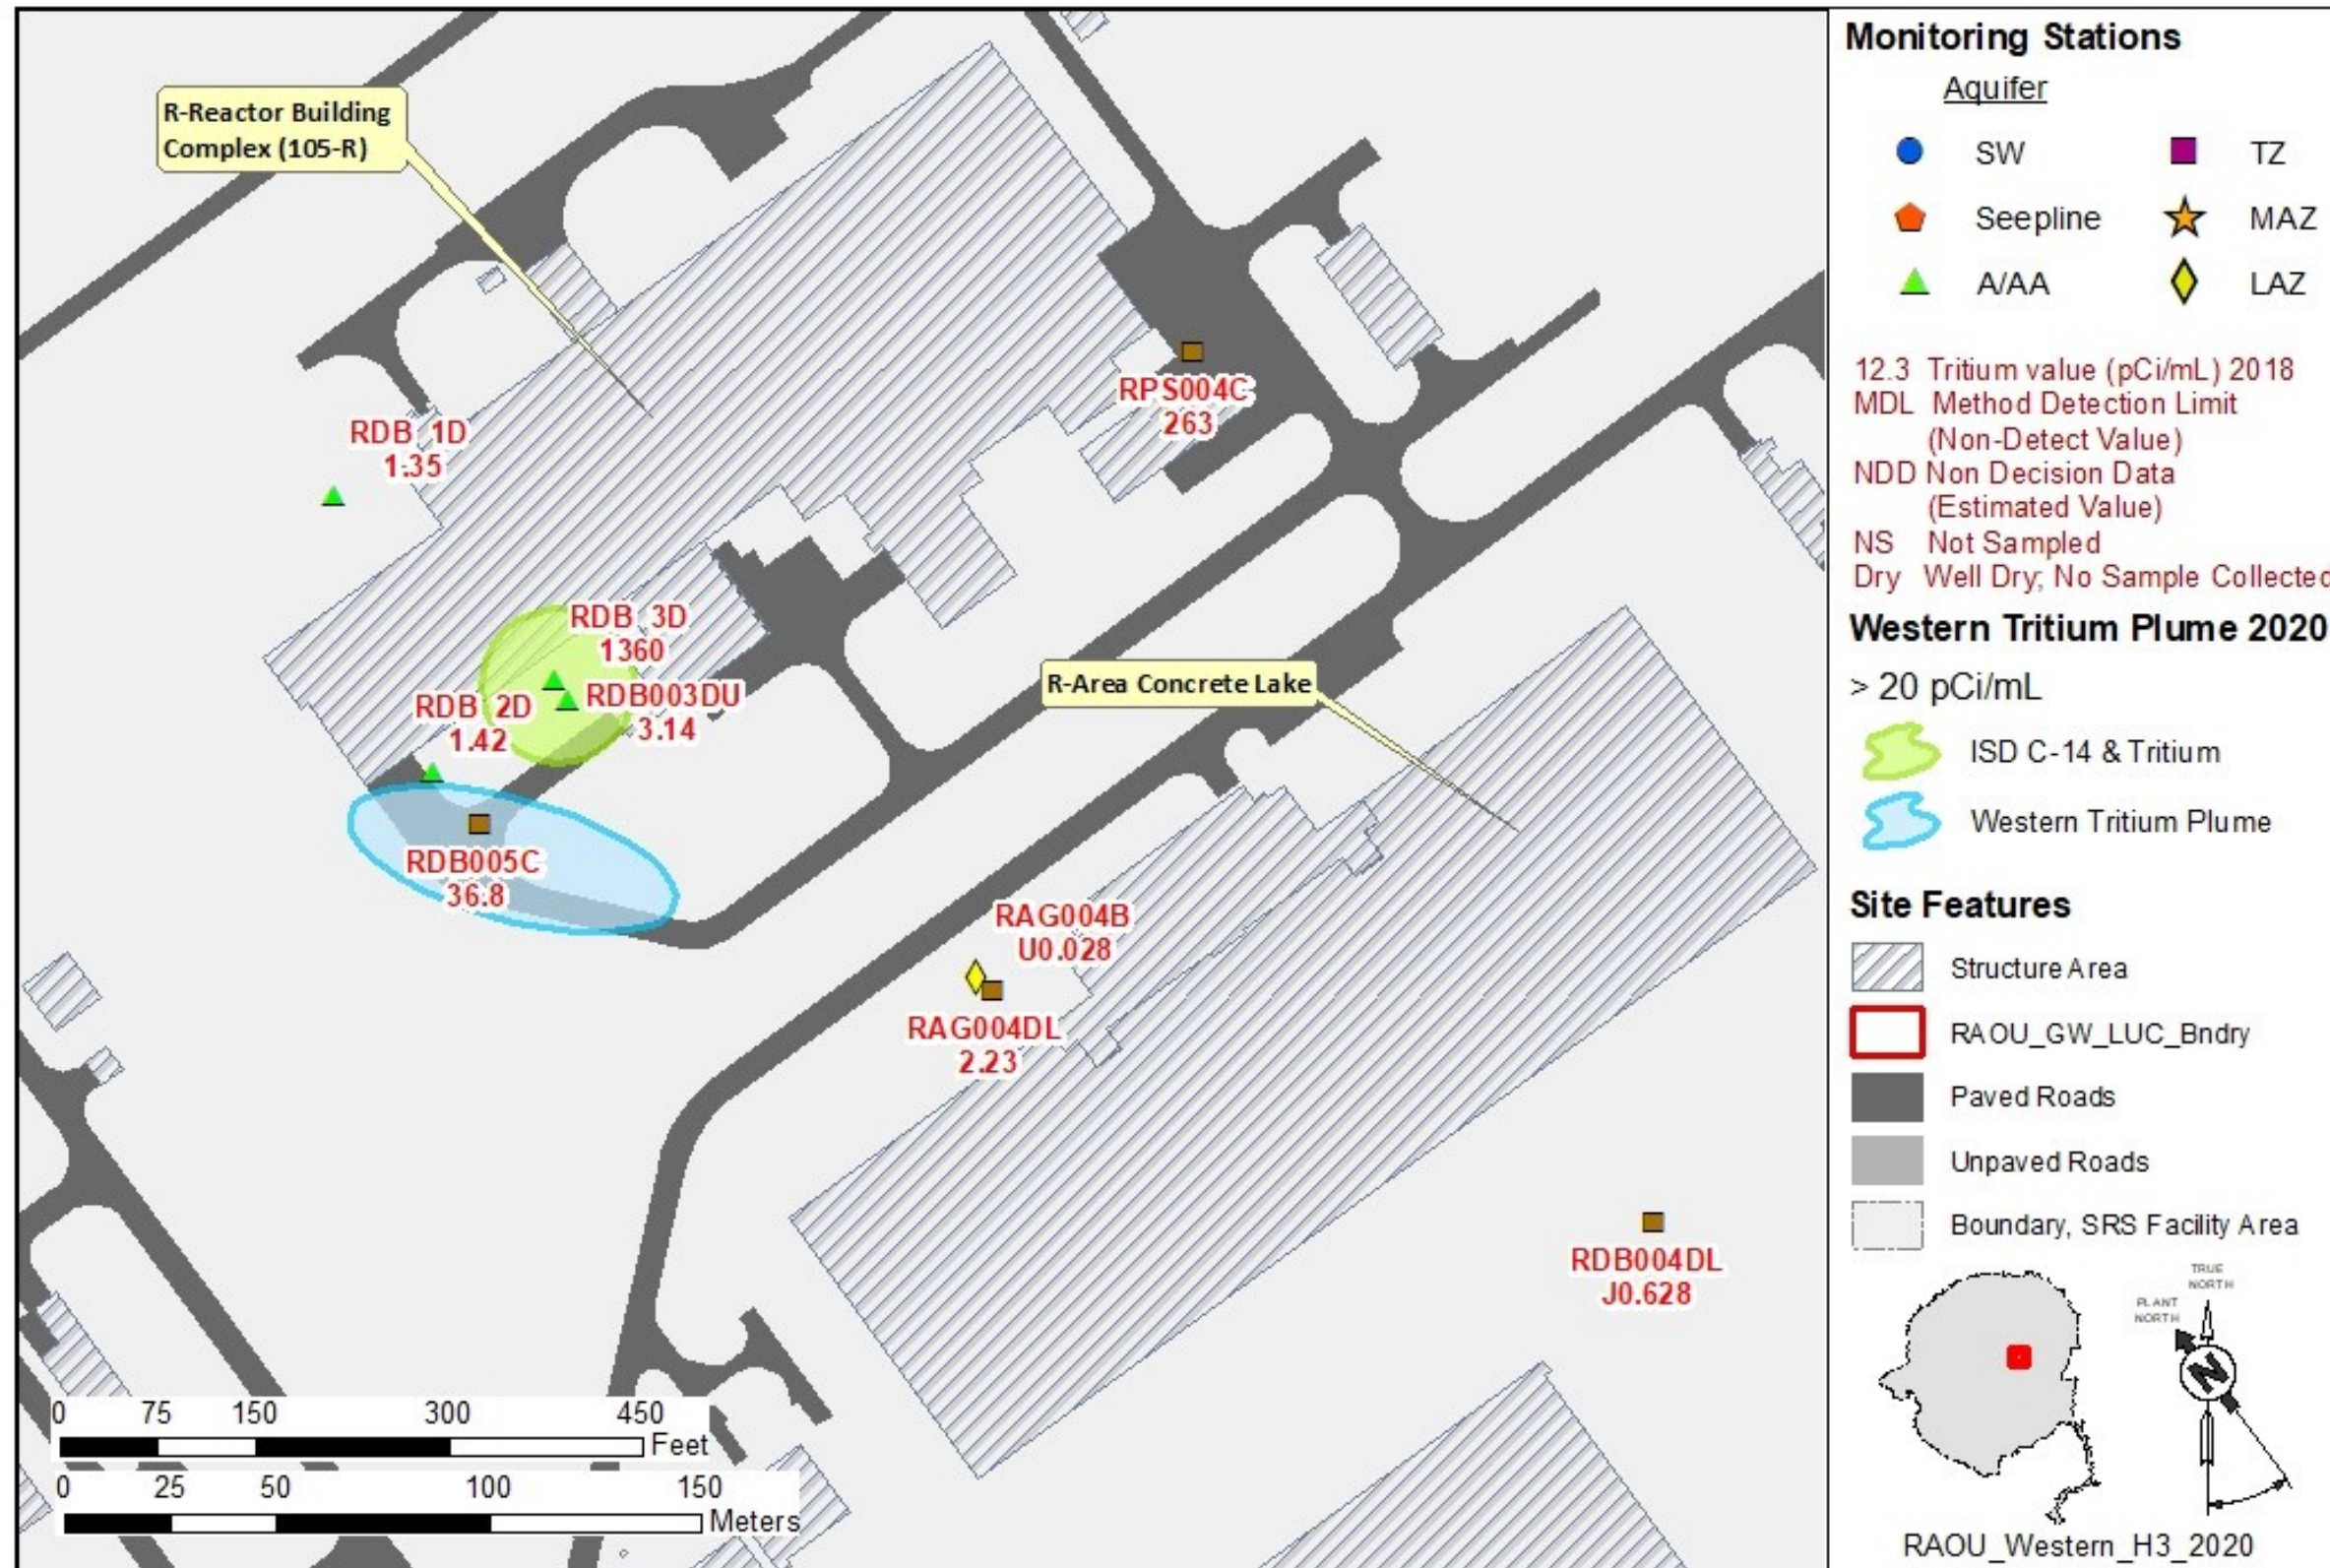 R-Reactor Building
Complex (105-R)
RDB 1D
1.35
RPS004C
263
RDB 3D
1360
RDB003DU
3.14
RDB 2D
1.42
RDB005C
36.8
R-Area Concrete Lake
RAG004B
U0.028
RAG004DL
2.23
RDB004DL
J0.628
0 75 150 300 450
Feet
0 25 50 100 150
Meters
Monitoring Stations
Aquifer
SW TZ
Seepline MAZ
A/AA LAZ
12.3 Tritium value (pCi/mL) 2018
MDL Method Detection Limit
(Non-Detect Value)
NDD Non Decision Data
(Estimated Value)
NS Not Sampled
Dry Well Dry; No Sample Collected
Western Tritium Plume 2020
> 20 pCi/mL
ISD C-14 & Tritium
Western Tritium Plume
Site Features
Structure Area
RAOU_GW_LUC_Bndry
Paved Roads
Unpaved Roads
Boundary, SRS Facility Area
TRUE
NORTH
PLANT
NORTH
N
RAOU_Western_H3_2020